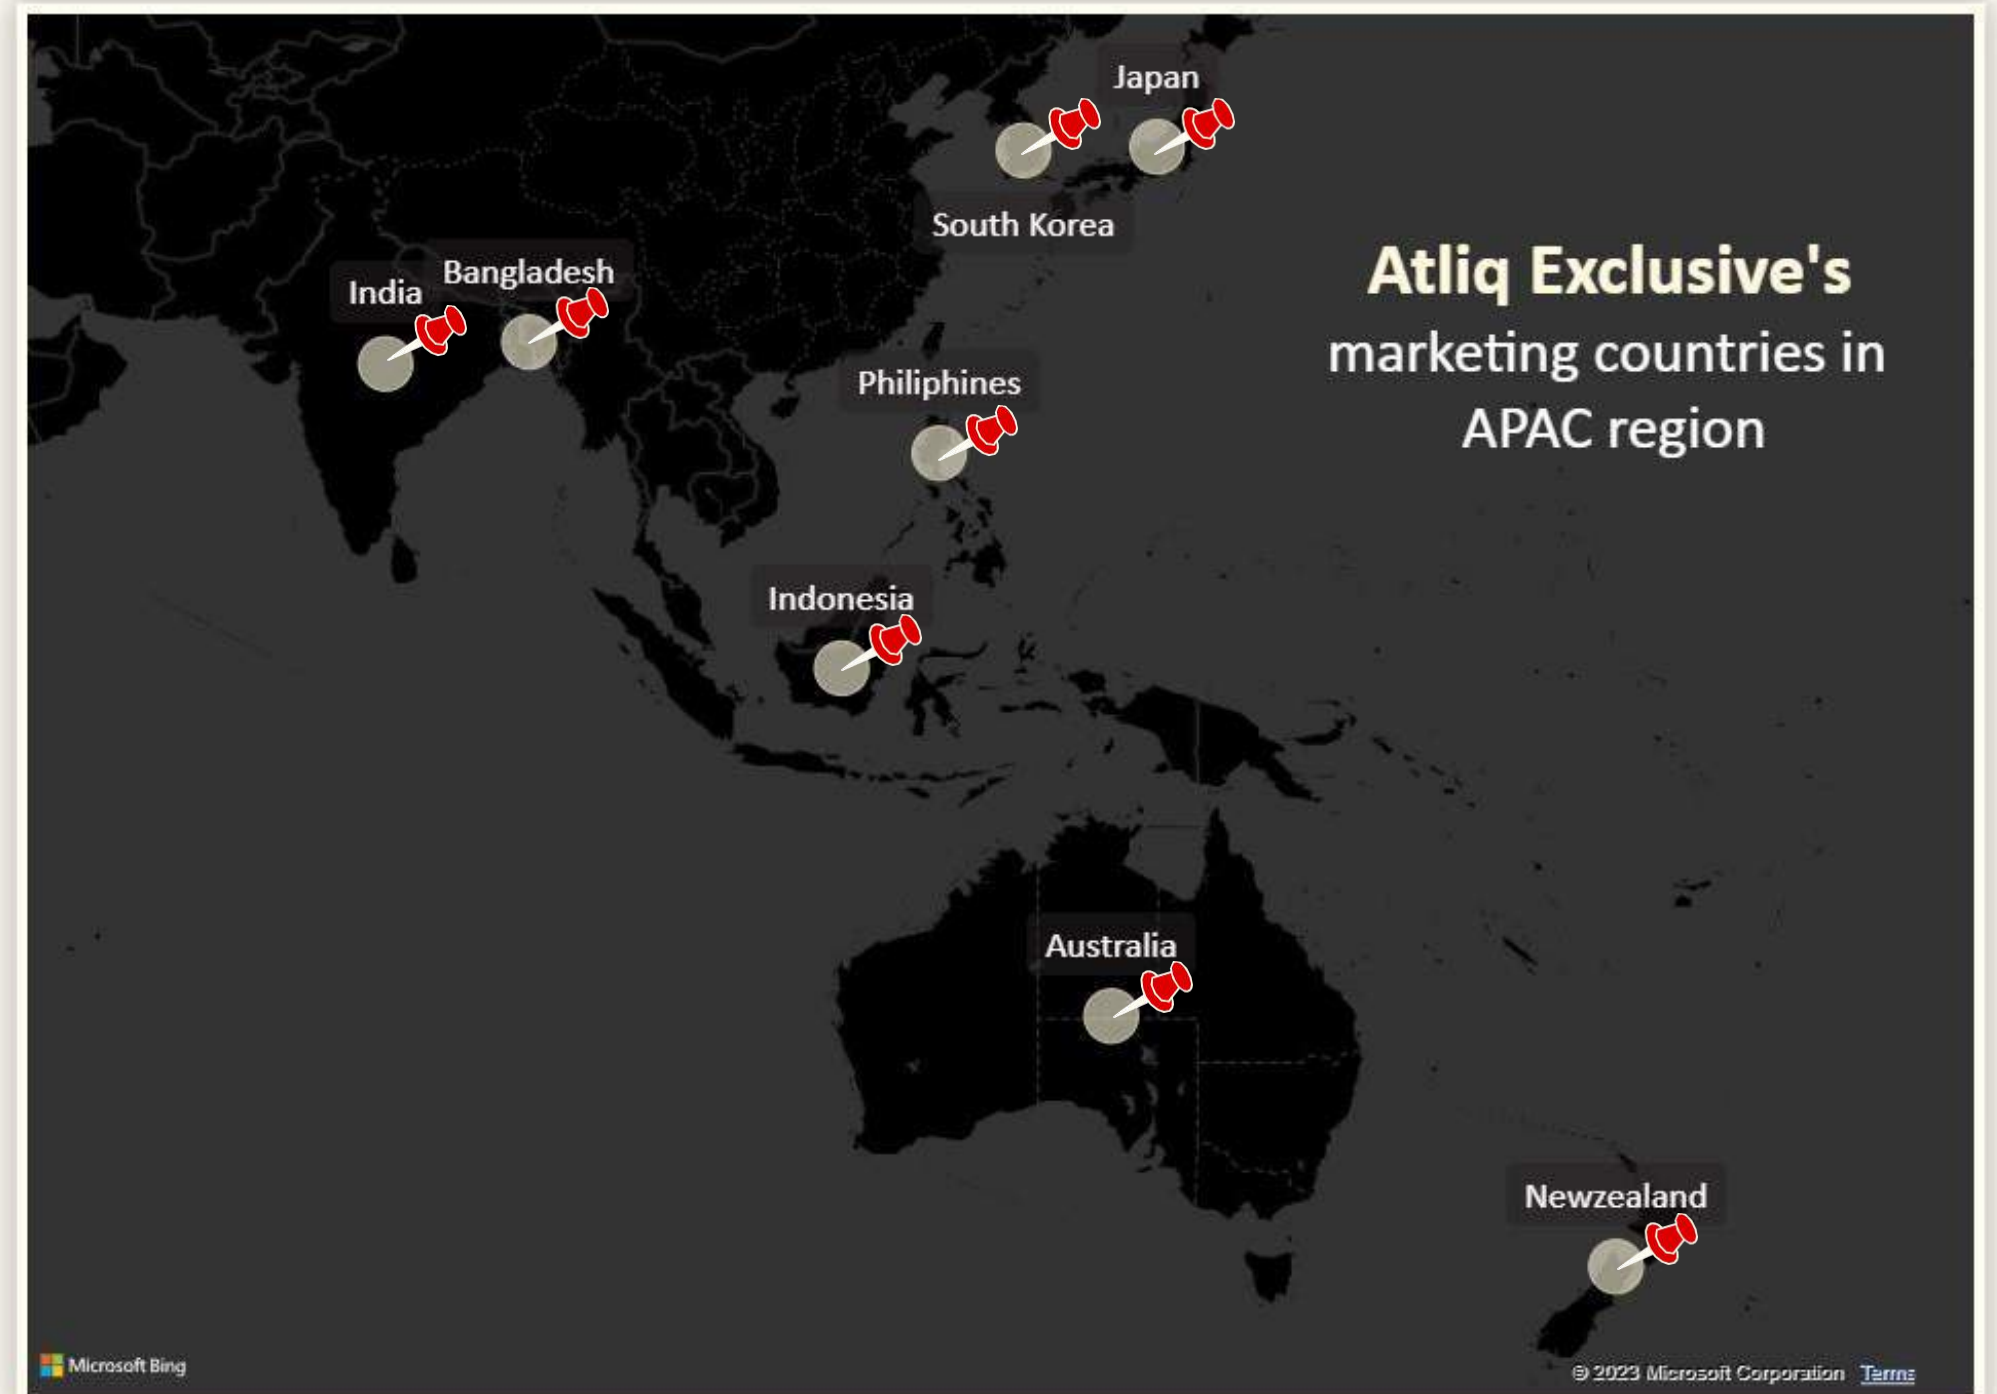 Japan
South Korea
Atliq Exclusive's
marketing countries in
APAC region
Bangladesh
India
Philiphines
Indonesia
Australia
Newzealand
Microsoft Bing
© 2023 Microsoft Corporation Terms